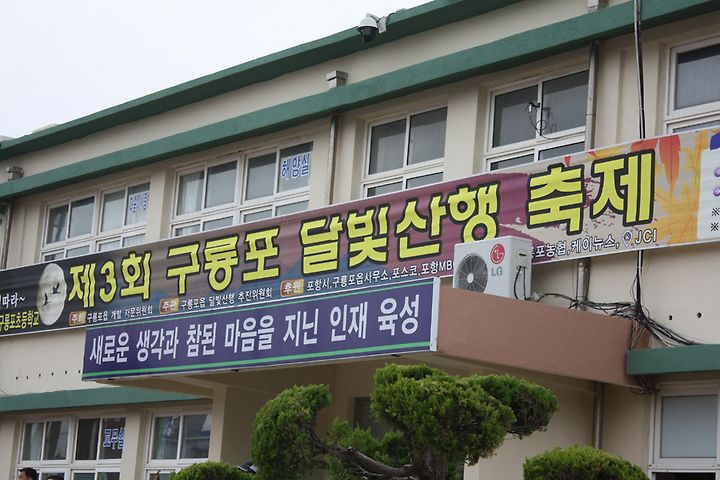 해양실
제3회 구룡포 달빛산행 축제
구룡포초등학교
주최 구룡포읍 개발 자문위원회 주관 구룡포읍 달빛산행 추진위원회 후원 포항시, 구룡포읍사무소, 포스코, 포항MB
포농협, 케이뉴스, JCI
LG
새로운 생각과 참된 마음을 지닌 인재 육성
교무실